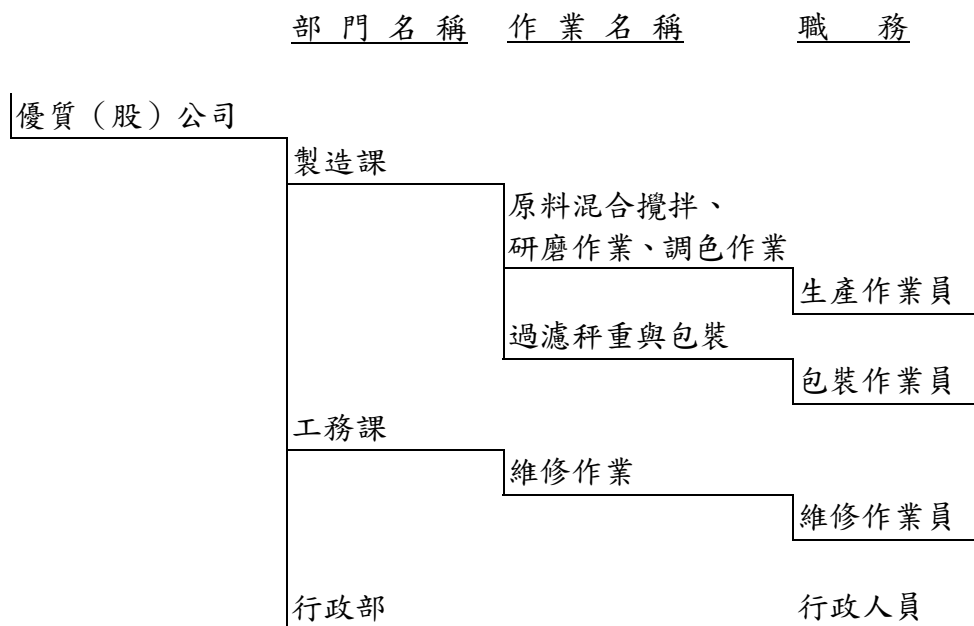 部門名稱 作業名稱 職務
優質（股）公司
製造課
原料混合攪拌、
研磨作業、調色作業
生產作業員
過濾秤重與包裝
包裝作業員
工務課
維修作業
維修作業員
行政部 行政人員